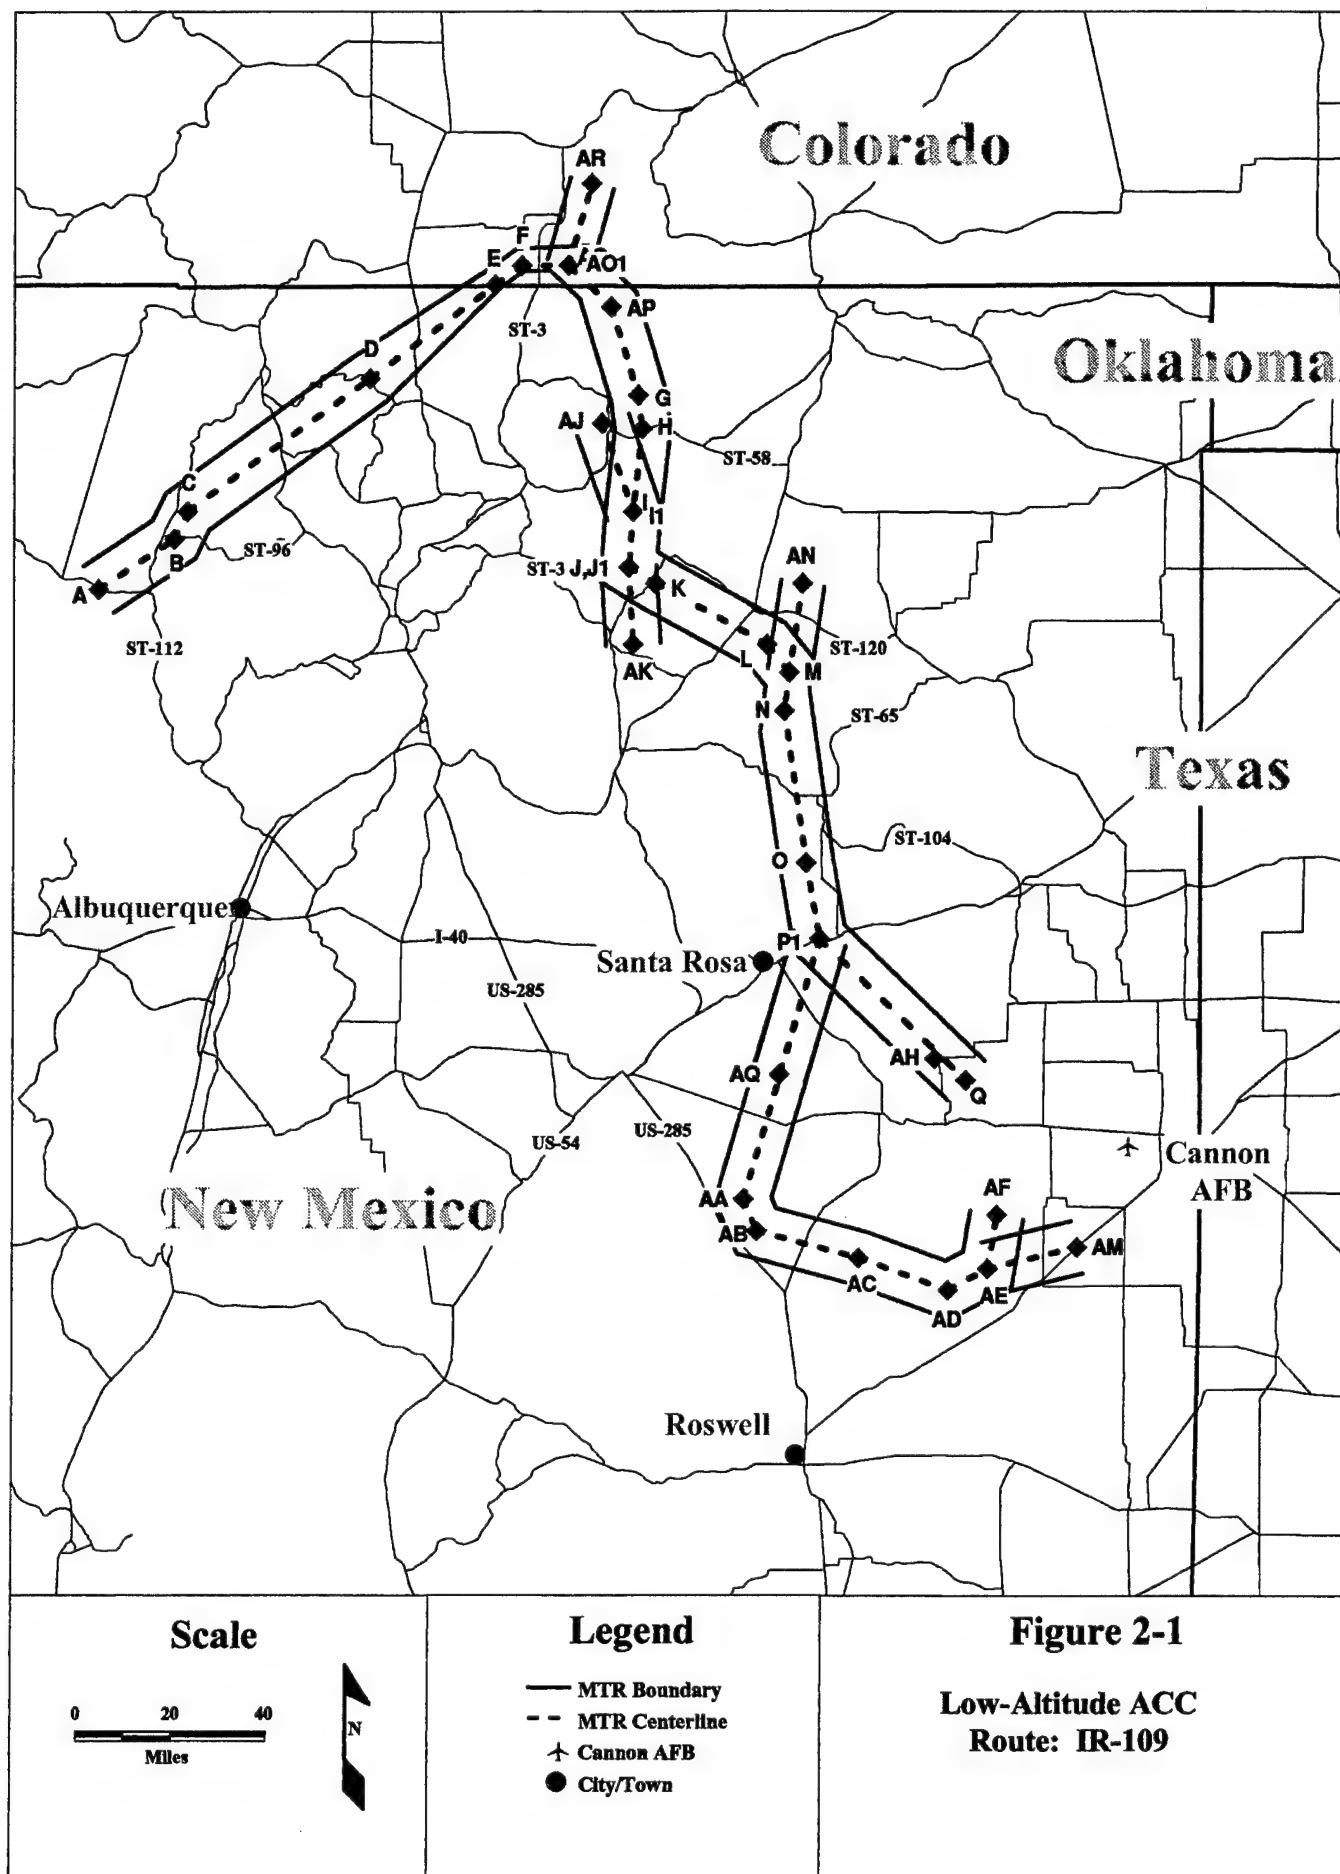 Colorado
AR
F
E
AO1
AP
ST-3
Oklahoma
D
G
AJ
H
ST-58
C
I
I1
ST-96
B
AN
ST-3
J,J1
A
K
ST-112
ST-120
L
AK
M
N
ST-65
Texas
ST-104
O
Albuquerque
I-40
P1
Santa Rosa
US-285
AH
AQ
Q
US-54
US-285
Cannon
AFB
New Mexico
AA
AF
AB
AM
AC
AE
AD
Roswell
Scale
0 20 40
Miles
N
Legend
MTR Boundary
MTR Centerline
Cannon AFB
City/Town
Figure 2-1
Low-Altitude ACC
Route: IR-109